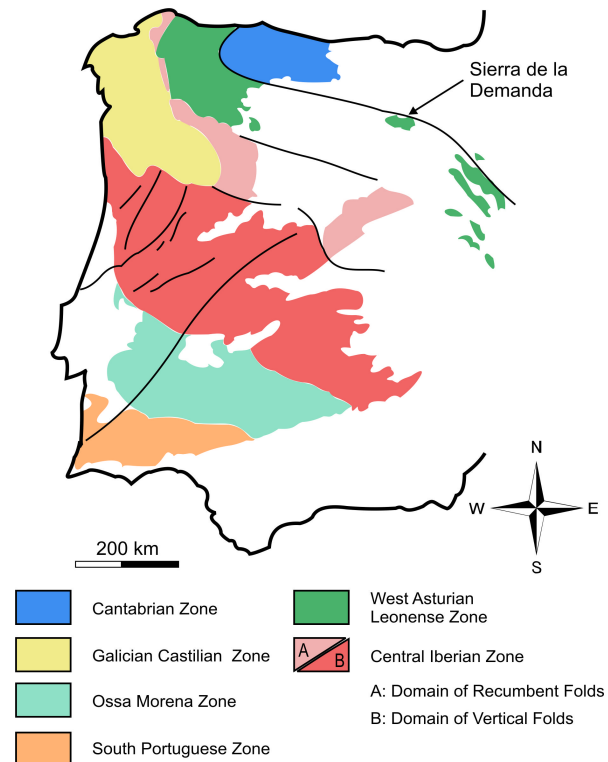 Sierra de la
Demanda
N
W
E
S
200 km
Cantabrian Zone
Galician Castilian Zone
Ossa Morena Zone
South Portuguese Zone
West Asturian
Leonense Zone
A
B
Central Iberian Zone
A: Domain of Recumbent Folds
B: Domain of Vertical Folds